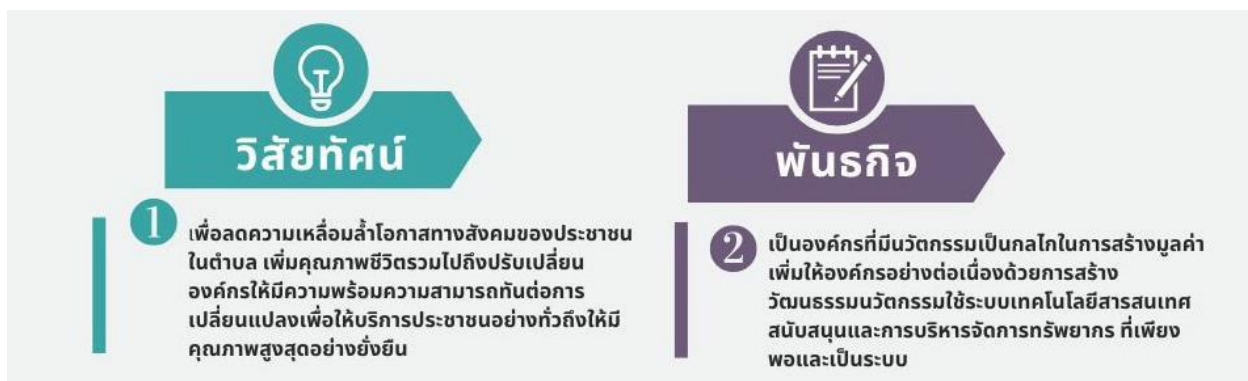 วิสัยทัศน์
1
เพื่อลดความเหลื่อมล้ำโอกาสทางสังคมของประชาชน
ในตำบล เพิ่มคุณภาพชีวิตรวมไปถึงปรับเปลี่ยน
องค์กรให้มีความพร้อมความสามารถทันต่อการ
เปลี่ยนแปลงเพื่อให้บริการประชาชนอย่างทั่วถึงให้มี
คุณภาพสูงสุดอย่างยั่งยืน
พันธกิจ
2
เป็นองค์กรที่มีนวัตกรรมเป็นกลไกในการสร้างมูลค่า
เพิ่มให้องค์กรอย่างต่อเนื่องด้วยการสร้าง
วัฒนธรรมนวัตกรรมใช้ระบบเทคโนโลยีสารสนเทศ
สนับสนุนและการบริหารจัดการทรัพยากร ที่เพียง
พอและเป็นระบบ